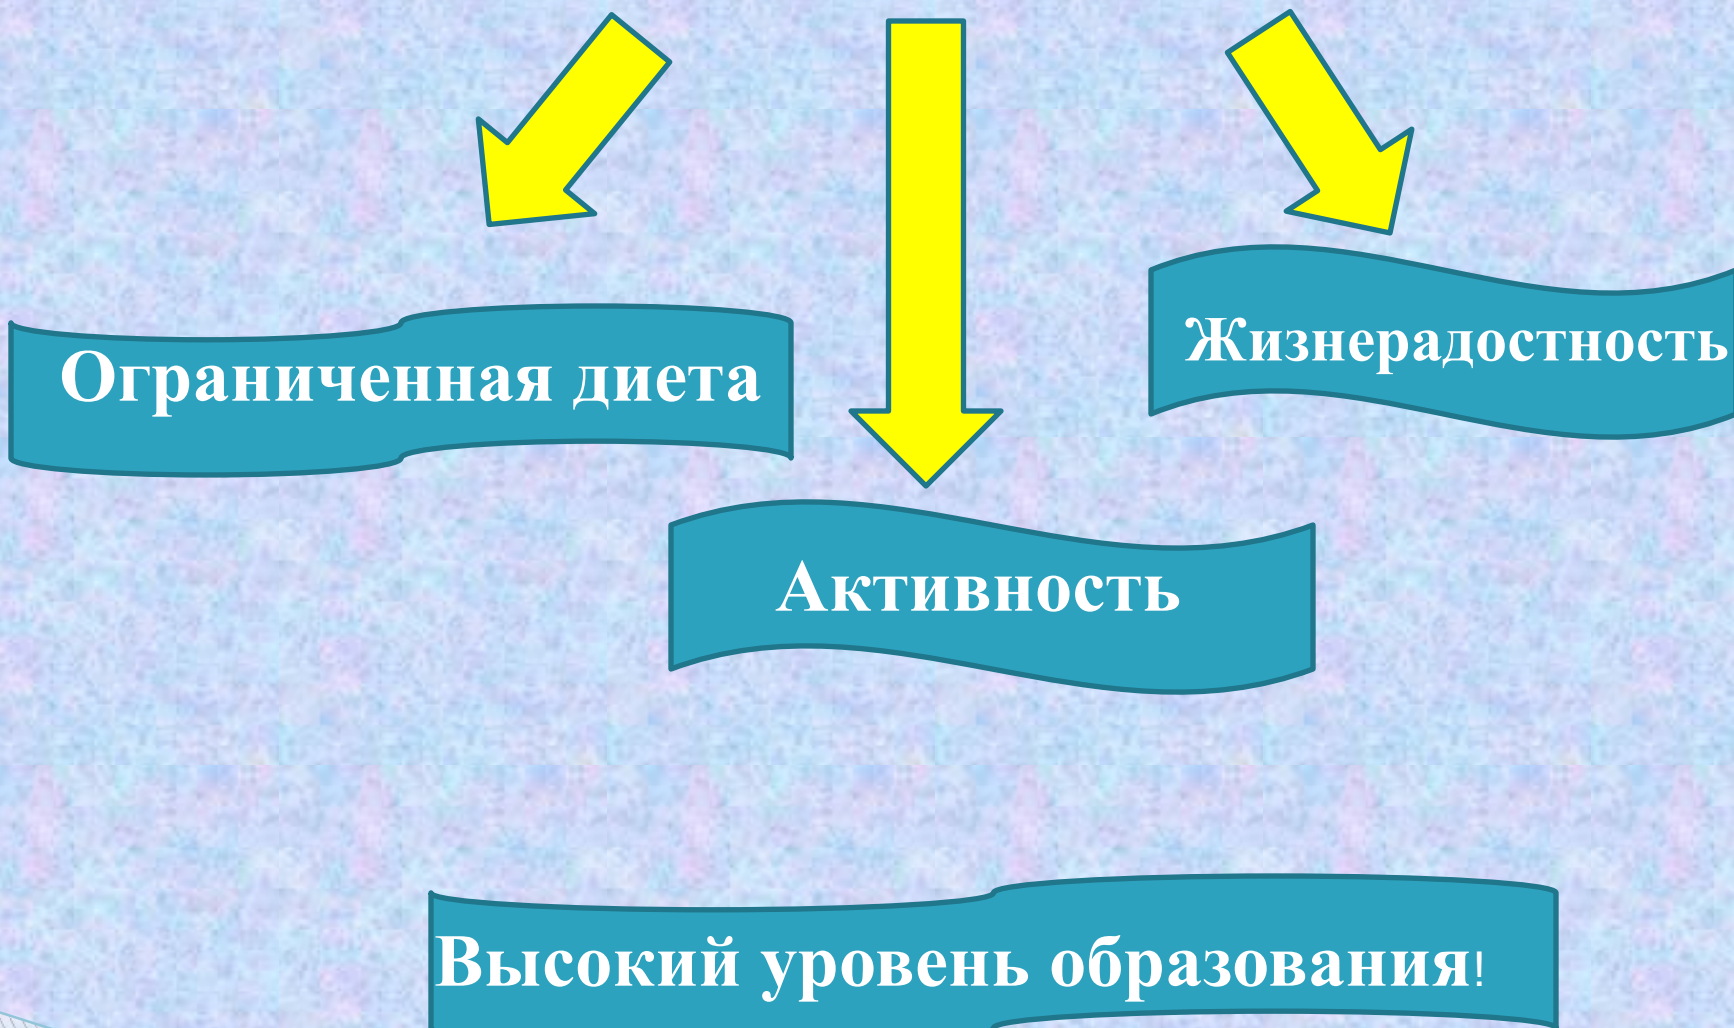 Ограниченная диета
Жизнерадостность
Активность
Высокий уровень образования!